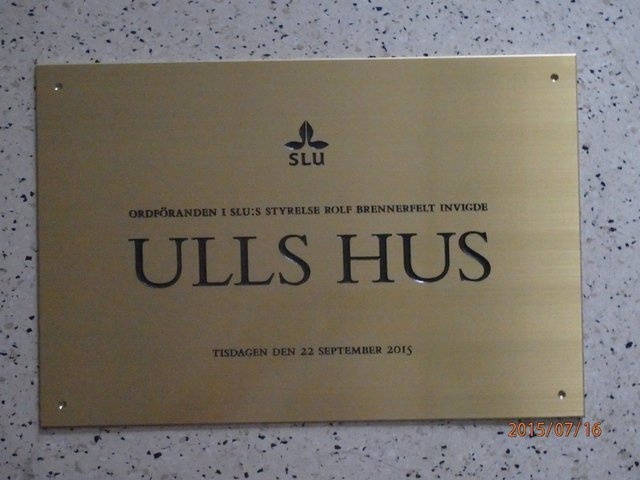 SLU
ORDFÖRANDEN I SLU:S STYRELSE ROLF BRENNERFELT INVIGDE
ULLS HUS
TISDAGEN DEN 22 SEPTEMBER 2015
2015/07/16